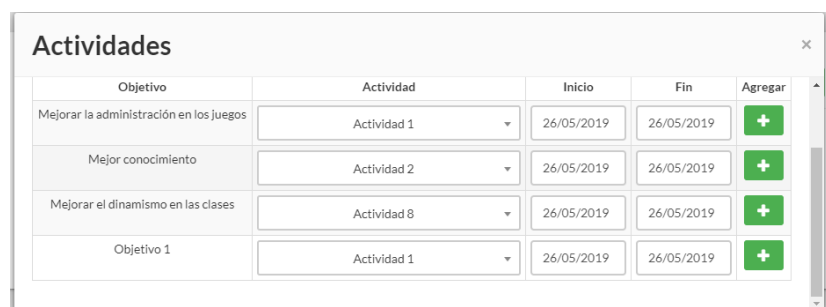 Actividades ×
Objetivo Actividad Inicio Fin Agregar
Mejorar la administración en los juegos Actividad 1 26/05/2019 26/05/2019 +
Mejor conocimiento Actividad 2 26/05/2019 26/05/2019 +
Mejorar el dinamismo en las clases Actividad 8 26/05/2019 26/05/2019 +
Objetivo 1 Actividad 1 26/05/2019 26/05/2019 +